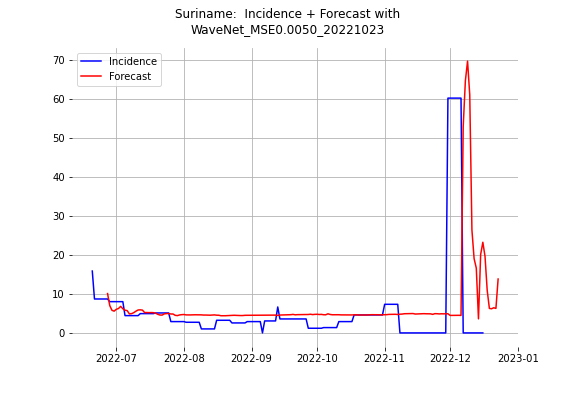 Suriname:  Incidence + Forecast with
WaveNet_MSE0.0050_20221023
Incidence
Forecast
70
60
50
40
30
20
10
0
2022-07 2022-08 2022-09 2022-10 2022-11 2022-12 2023-01